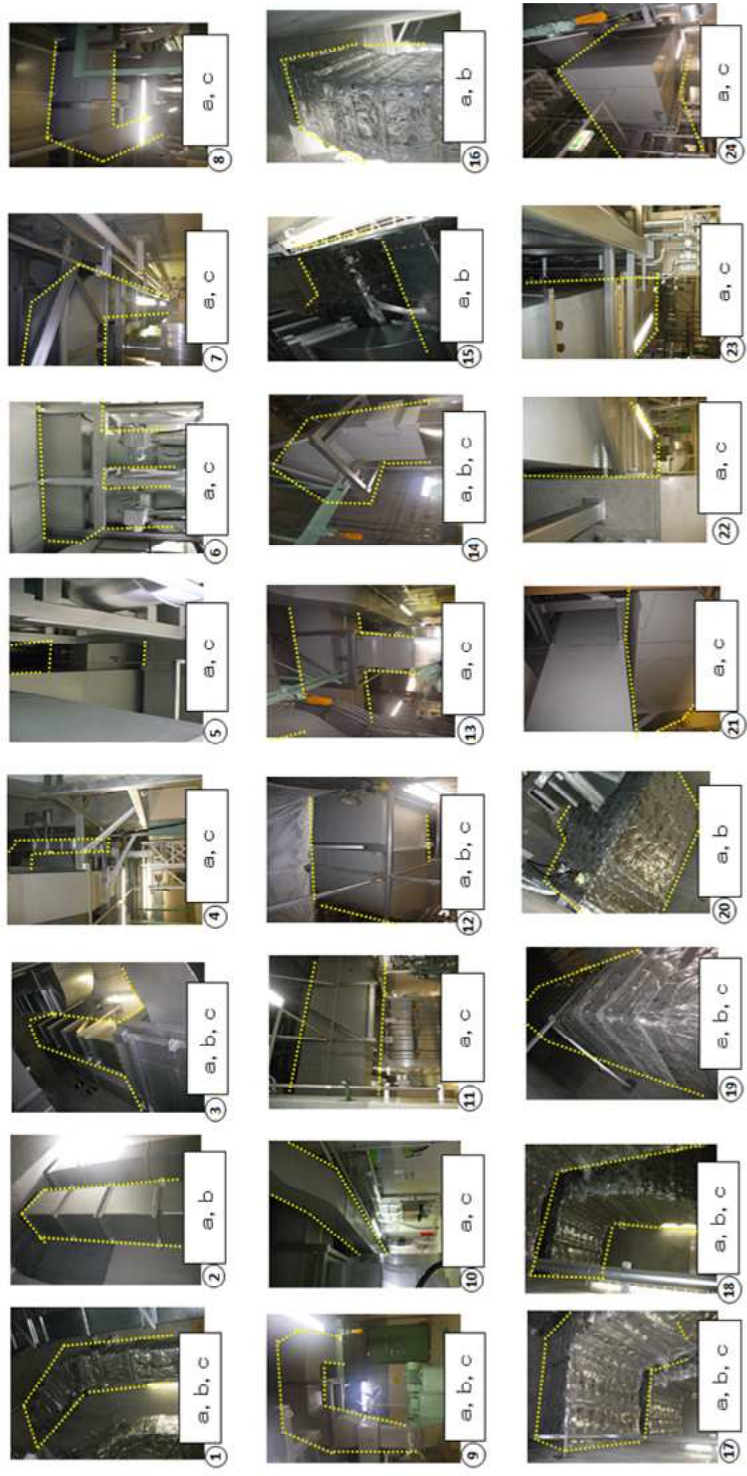 ①
a, b, c
②
a, b
③
a, b, c
④
a, c
⑤
a, c
⑥
a, c
⑦
a, c
⑧
a, c
⑨
a, b, c
⑩
a, c
⑪
a, c
⑫
a, b, c
⑬
a, c
⑭
a, b, c
⑮
a, b
⑯
a, b
⑰
a, b, c
⑱
a, b, c
⑲
a, b, c
⑳
a, b
㉑
a, c
㉒
a, c
㉓
a, c
㉔
a, c